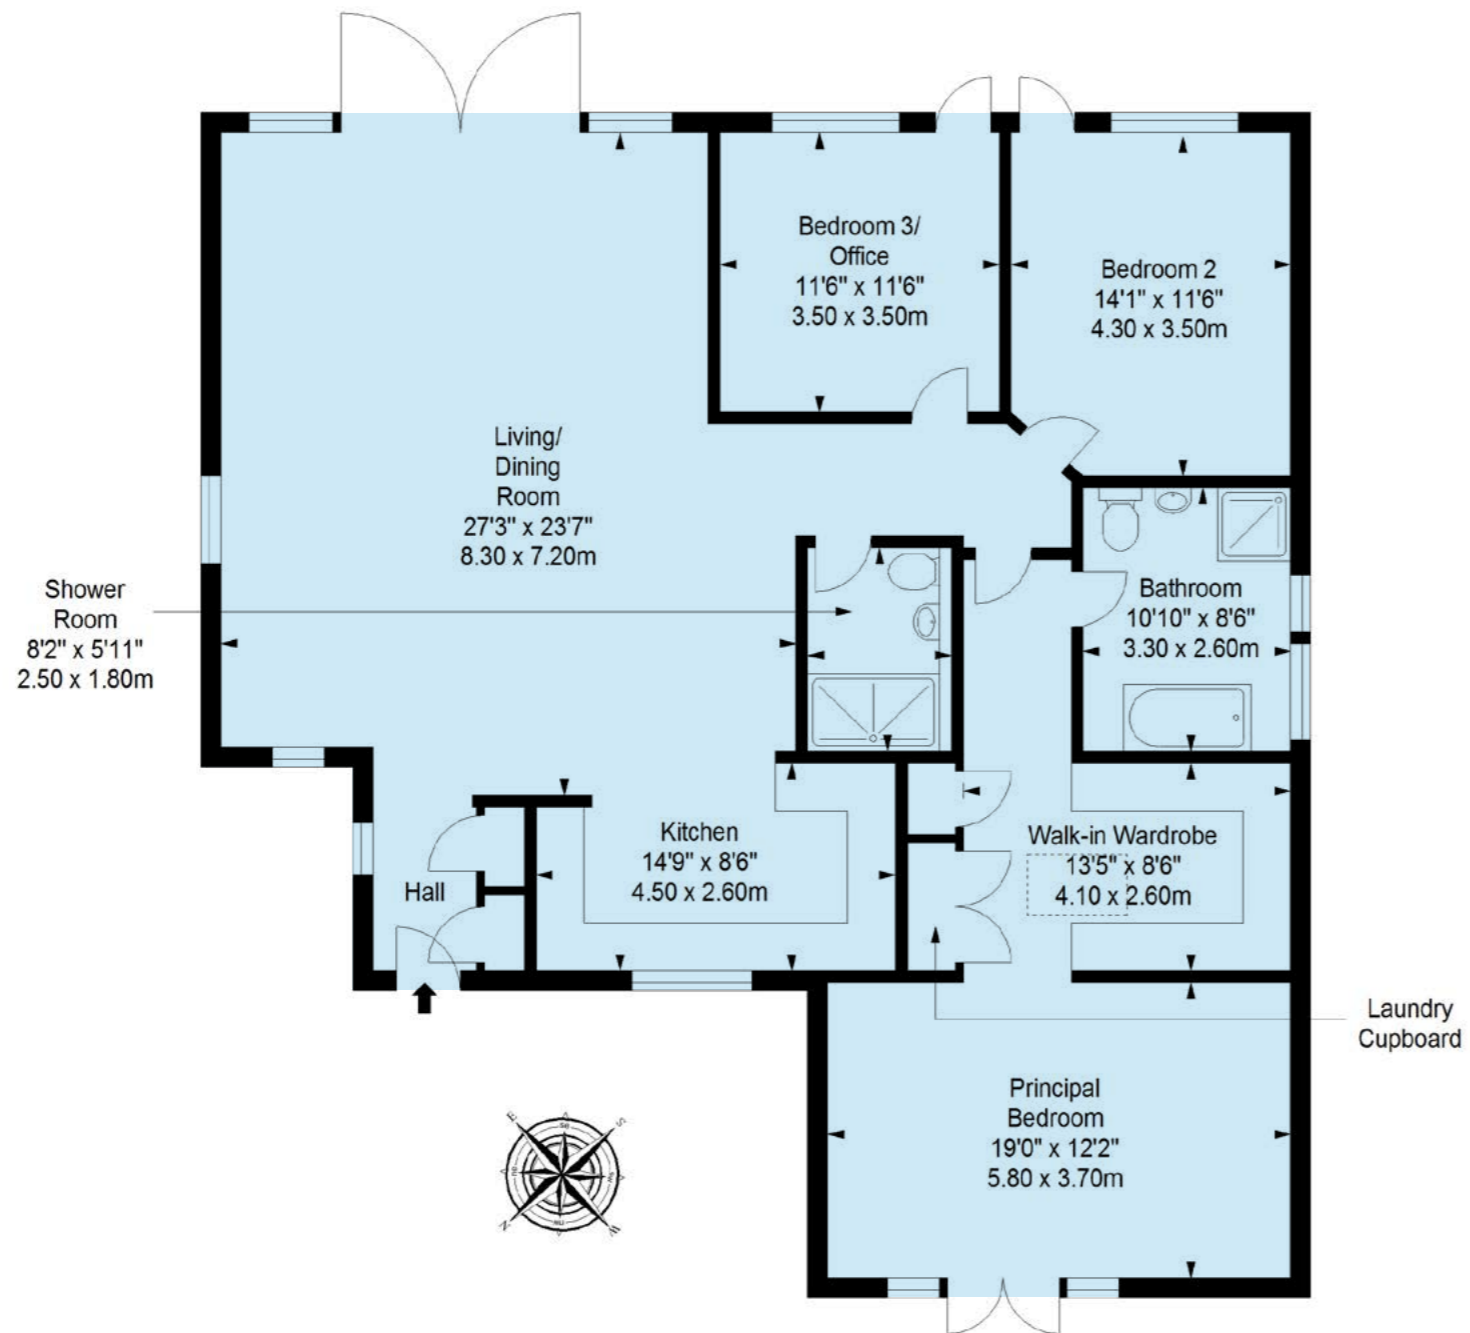 Bedroom 3/
Office
11'6" x 11'6"
3.50 x 3.50m
Bedroom 2
14'1" x 11'6"
4.30 x 3.50m
Living/
Dining
Room
27'3" x 23'7"
8.30 x 7.20m
Shower
Room
8'2" x 5'11"
2.50 x 1.80m
Bathroom
10'10" x 8'6"
3.30 x 2.60m
Kitchen
14'9" x 8'6"
4.50 x 2.60m
Walk-in Wardrobe
13'5" x 8'6"
4.10 x 2.60m
Hall
Laundry
Cupboard
Principal
Bedroom
19'0" x 12'2"
5.80 x 3.70m
E
S
se
ne
sw
nw
N
W